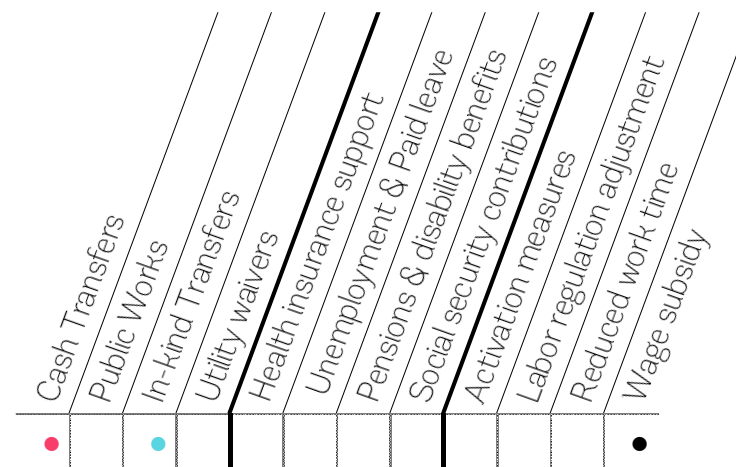 Cash Transfers
Public Works
In-kind Transfers
Utility waivers
Health insurance support
Unemployment & Paid leave
Pensions & disability benefits
Social security contributions
Activation measures
Labor regulation adjustment
Reduced work time
Wage subsidy